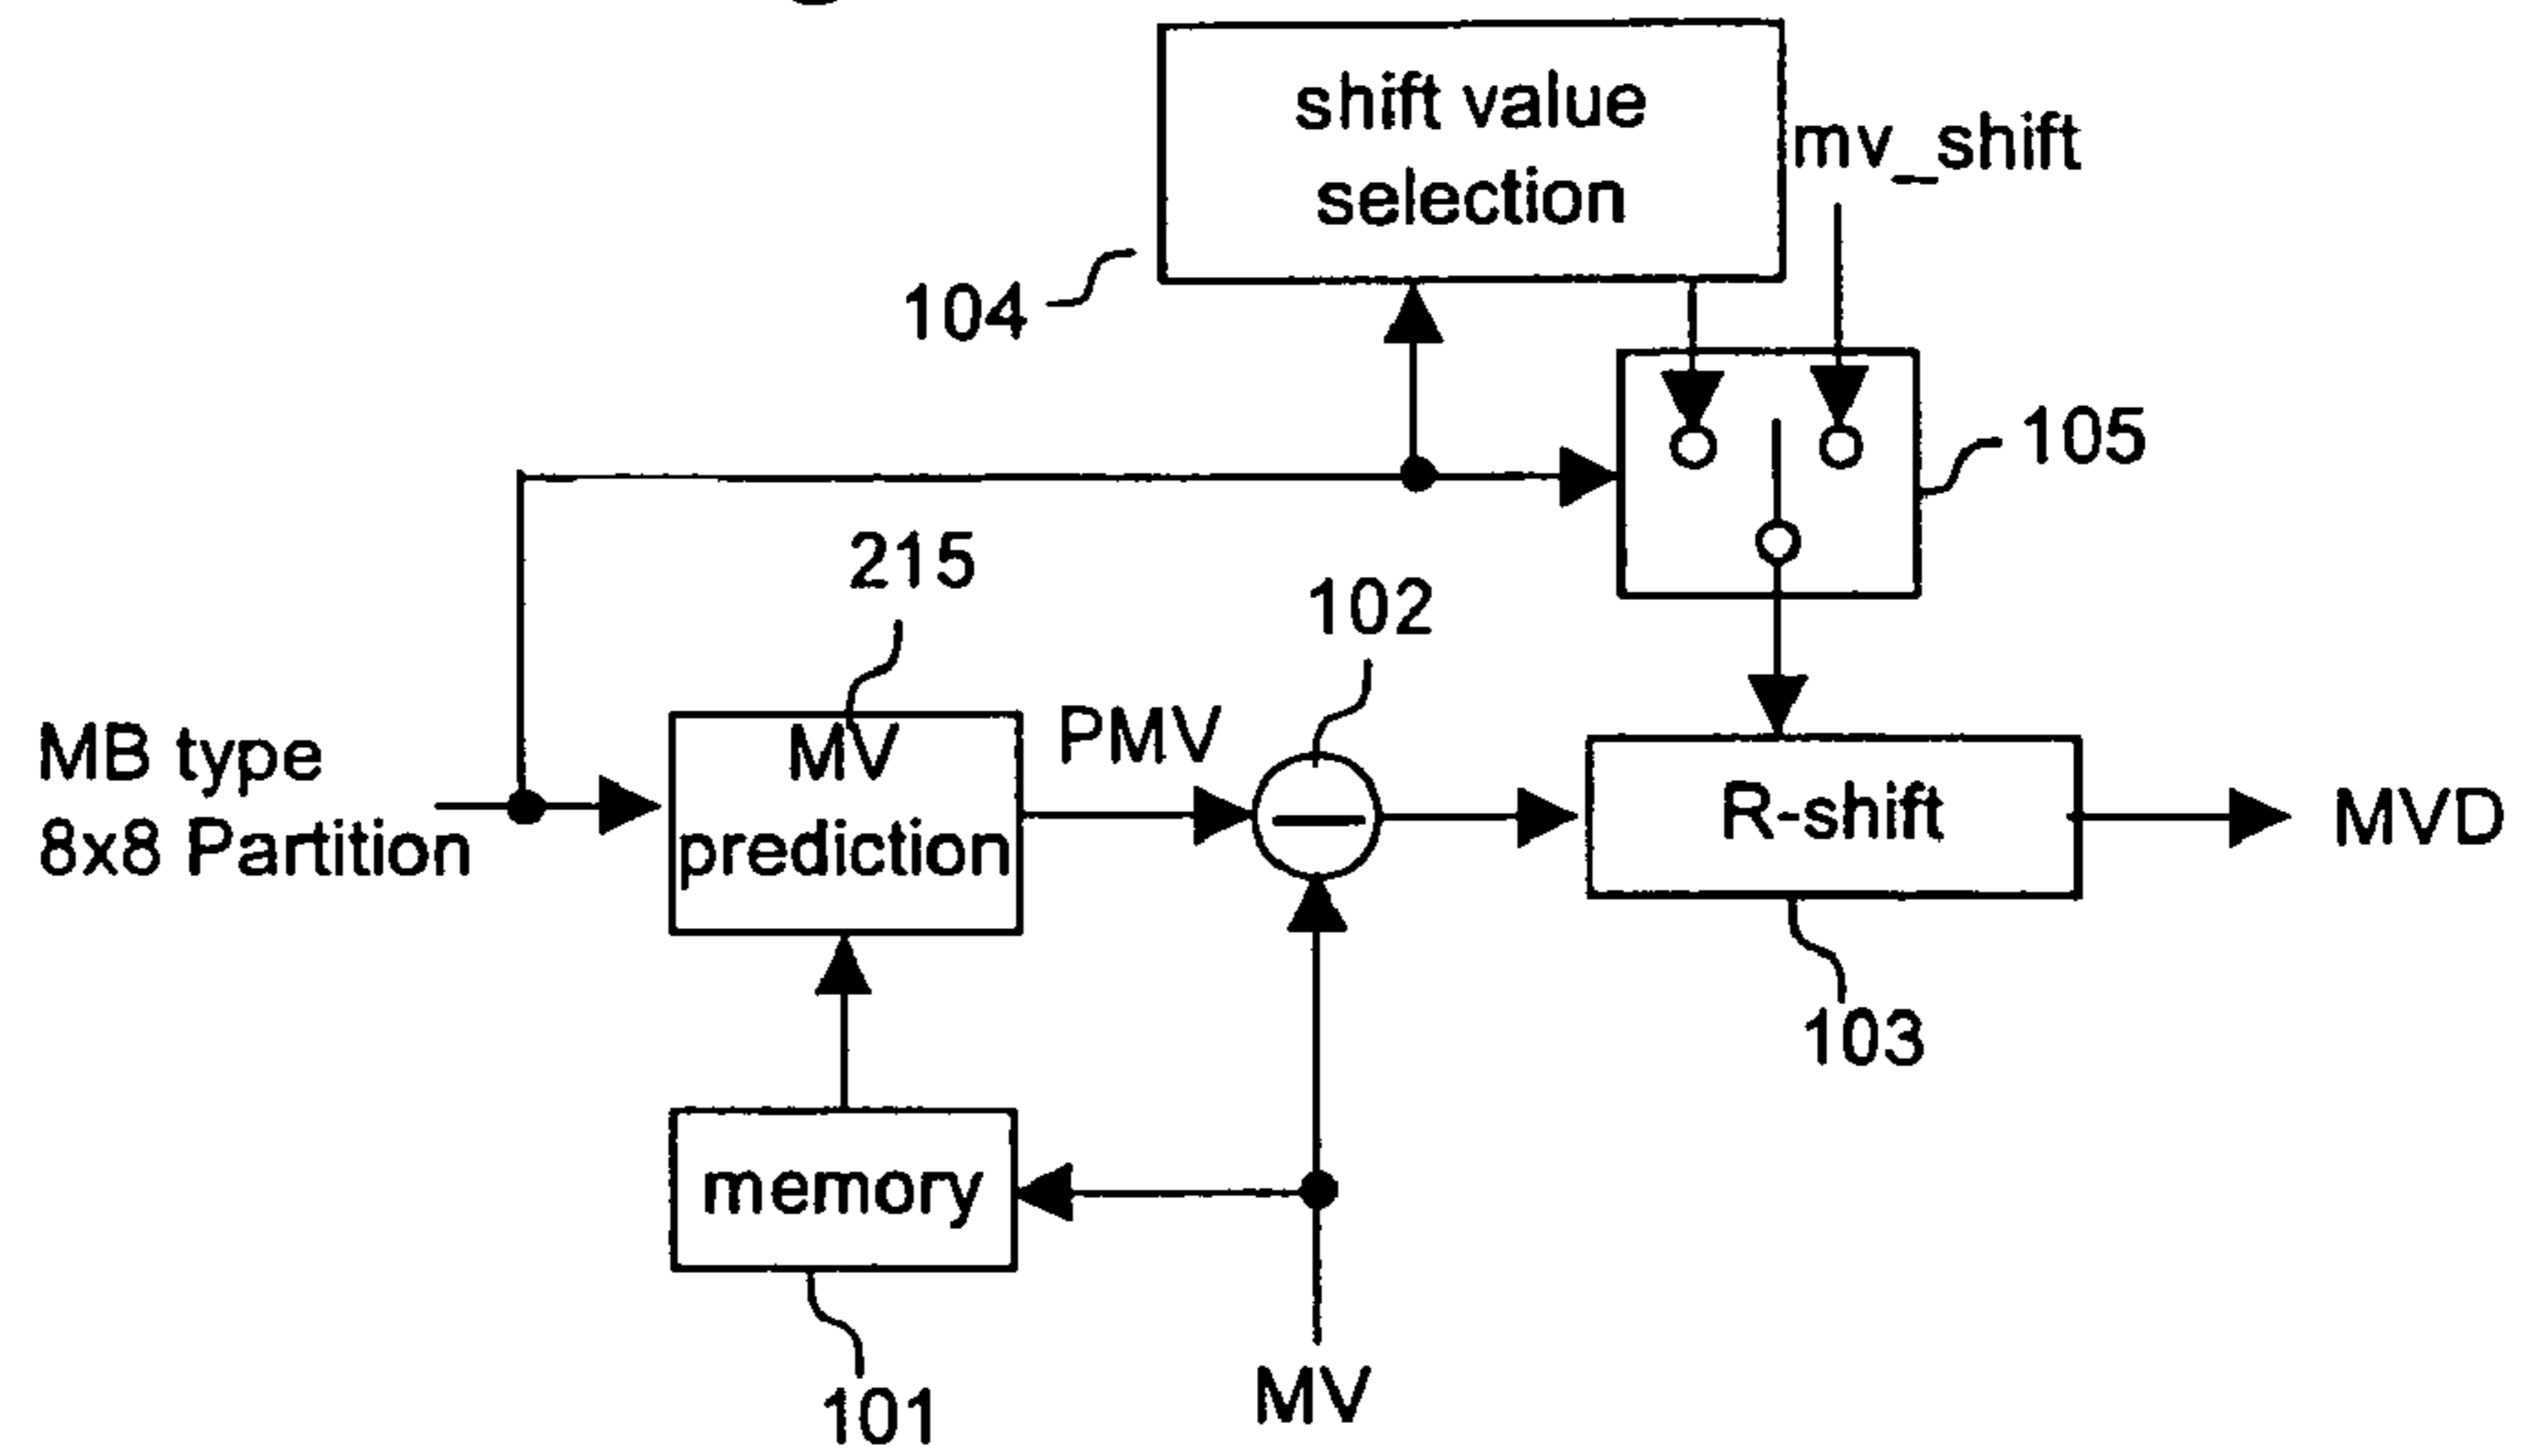 shift value
selection
mv_shift
104
105
215
102
MB type
8x8 Partition
MV
prediction
PMV
R-shift
MVD
103
memory
101
MV